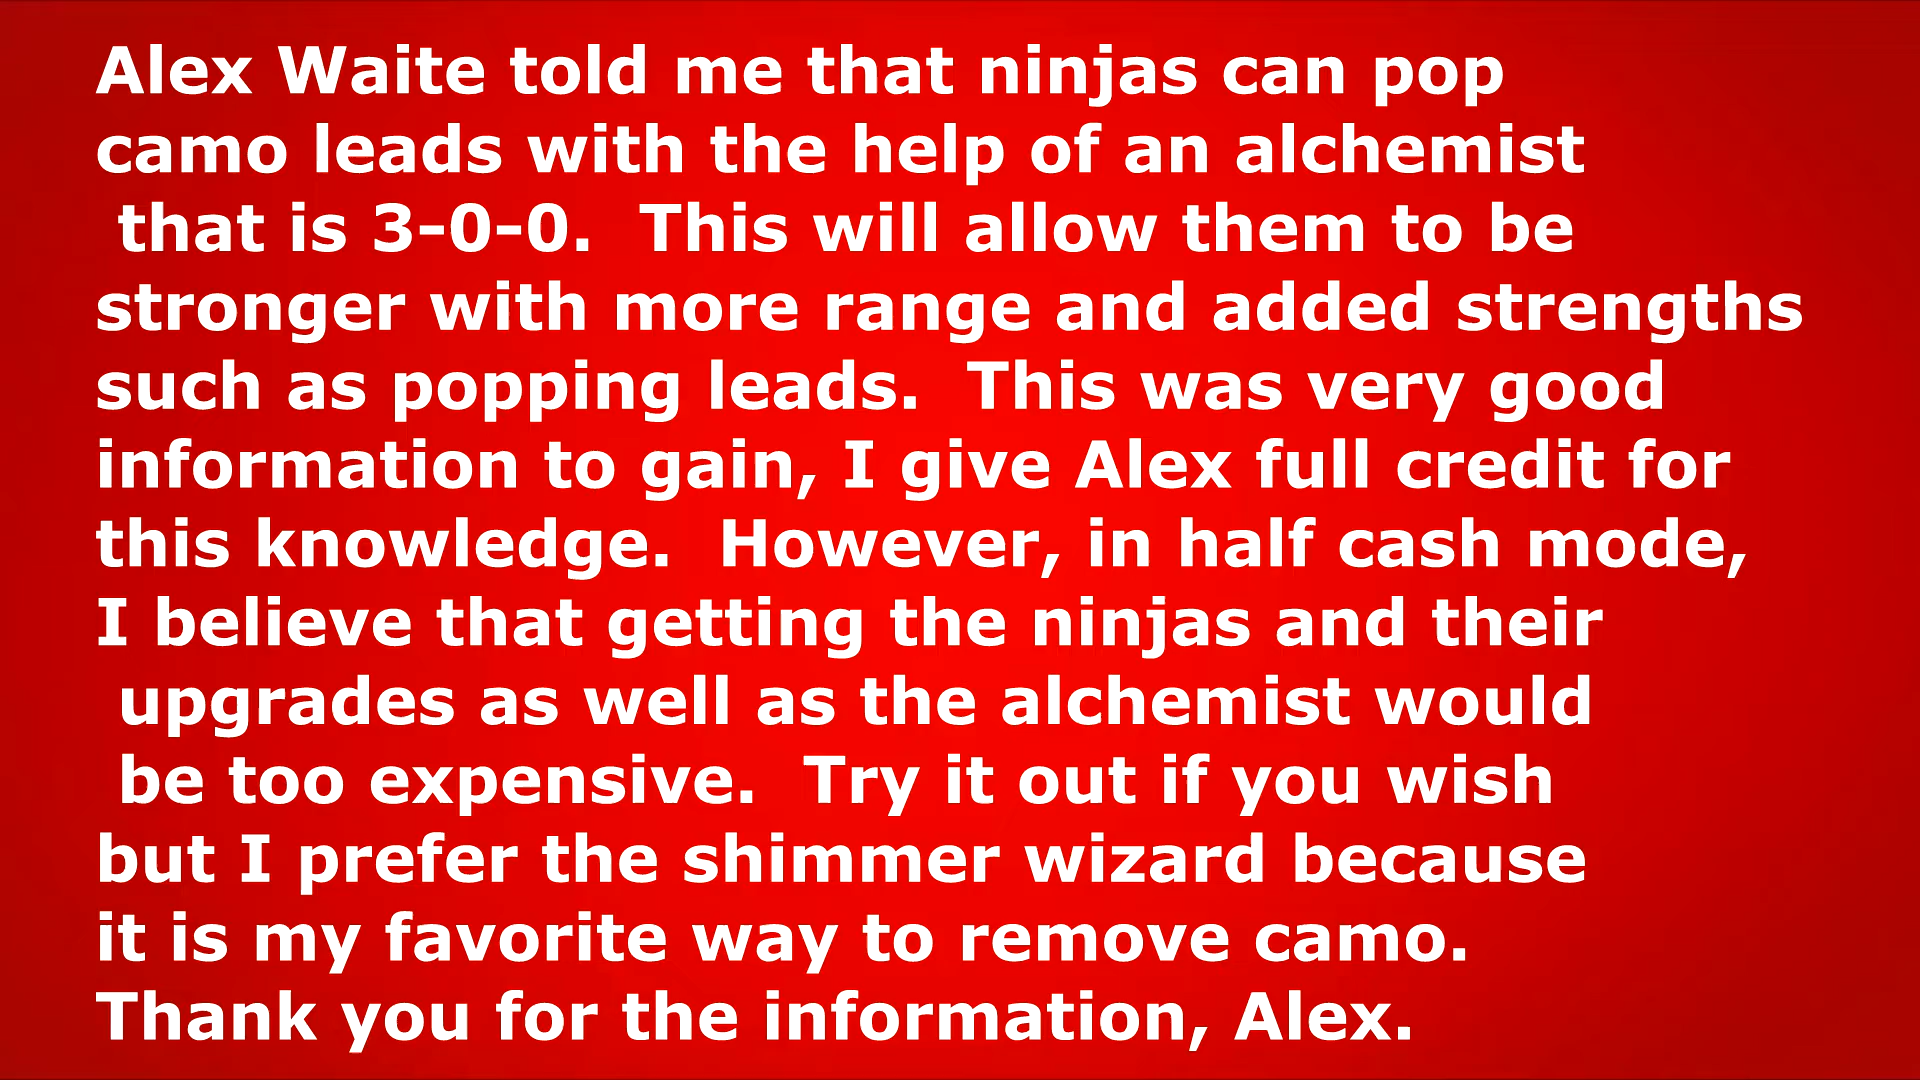 Alex Waite told me that ninjas can pop
camo leads with the help of an alchemist
that is 3-0-0.  This will allow them to be
stronger with more range and added strengths
such as popping leads.  This was very good
information to gain, I give Alex full credit for
this knowledge.  However, in half cash mode,
I believe that getting the ninjas and their
upgrades as well as the alchemist would
be too expensive.  Try it out if you wish
but I prefer the shimmer wizard because
it is my favorite way to remove camo.
Thank you for the information, Alex.